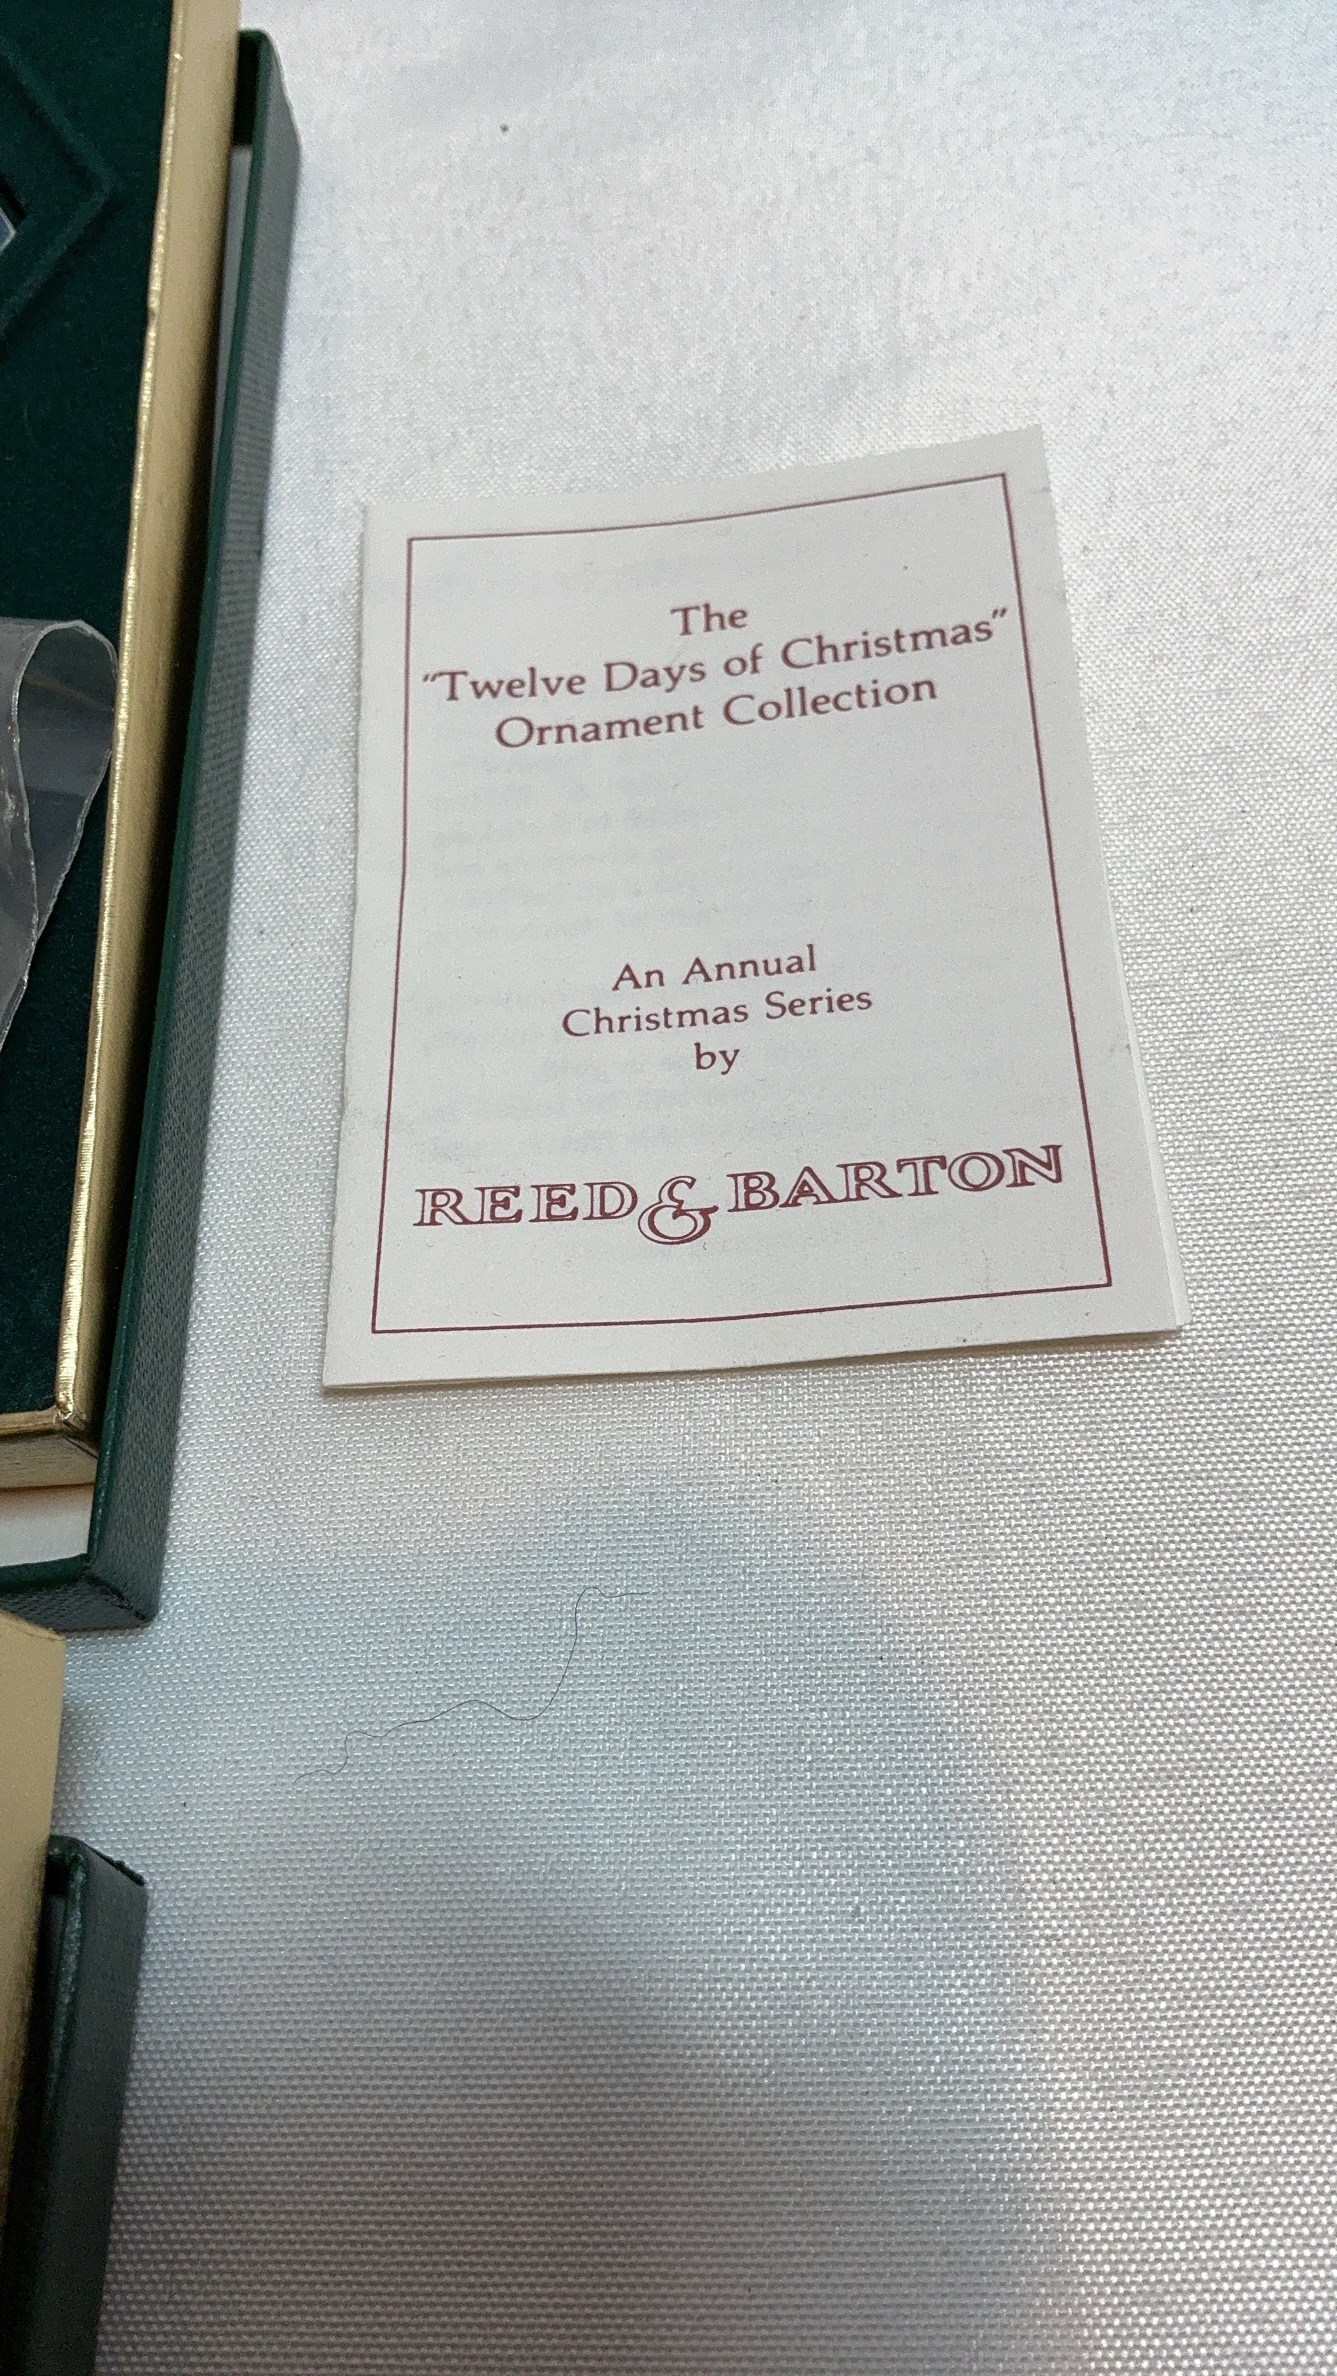 The
"Twelve Days of Christmas"
Ornament Collection
An Annual
Christmas Series
by
REED & BARTON